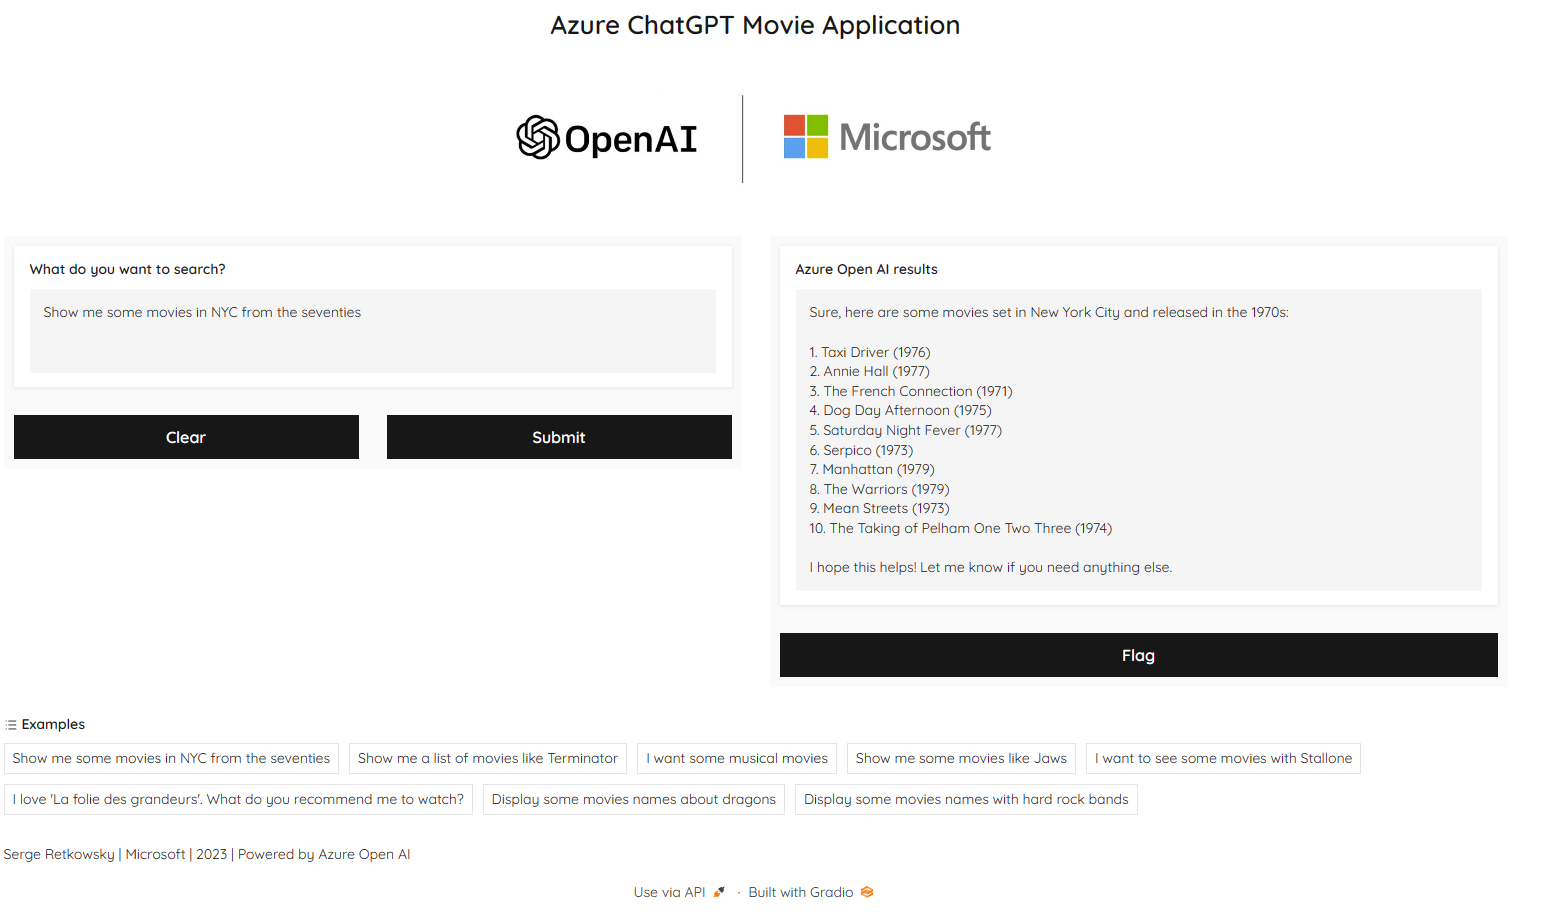 Azure ChatGPT Movie Application
OpenAI
Microsoft
What do you want to search?
Show me some movies in NYC from the seventies
Clear
Submit
Azure Open AI results
Sure, here are some movies set in New York City and released in the 1970s:
1. Taxi Driver (1976)
2. Annie Hall (1977)
3. The French Connection (1971)
4. Dog Day Afternoon (1975)
5. Saturday Night Fever (1977)
6. Serpico (1973)
7. Manhattan (1979)
8. The Warriors (1979)
9. Mean Streets (1973)
10. The Taking of Pelham One Two Three (1974)
I hope this helps! Let me know if you need anything else.
Flag
Examples
Show me some movies in NYC from the seventies
Show me a list of movies like Terminator
I want some musical movies
Show me some movies like Jaws
I want to see some movies with Stallone
I love 'La folie des grandeurs'. What do you recommend me to watch?
Display some movies names about dragons
Display some movies names with hard rock bands
Serge Retkowsky | Microsoft | 2023 | Powered by Azure Open AI
Use via API · Built with Gradio